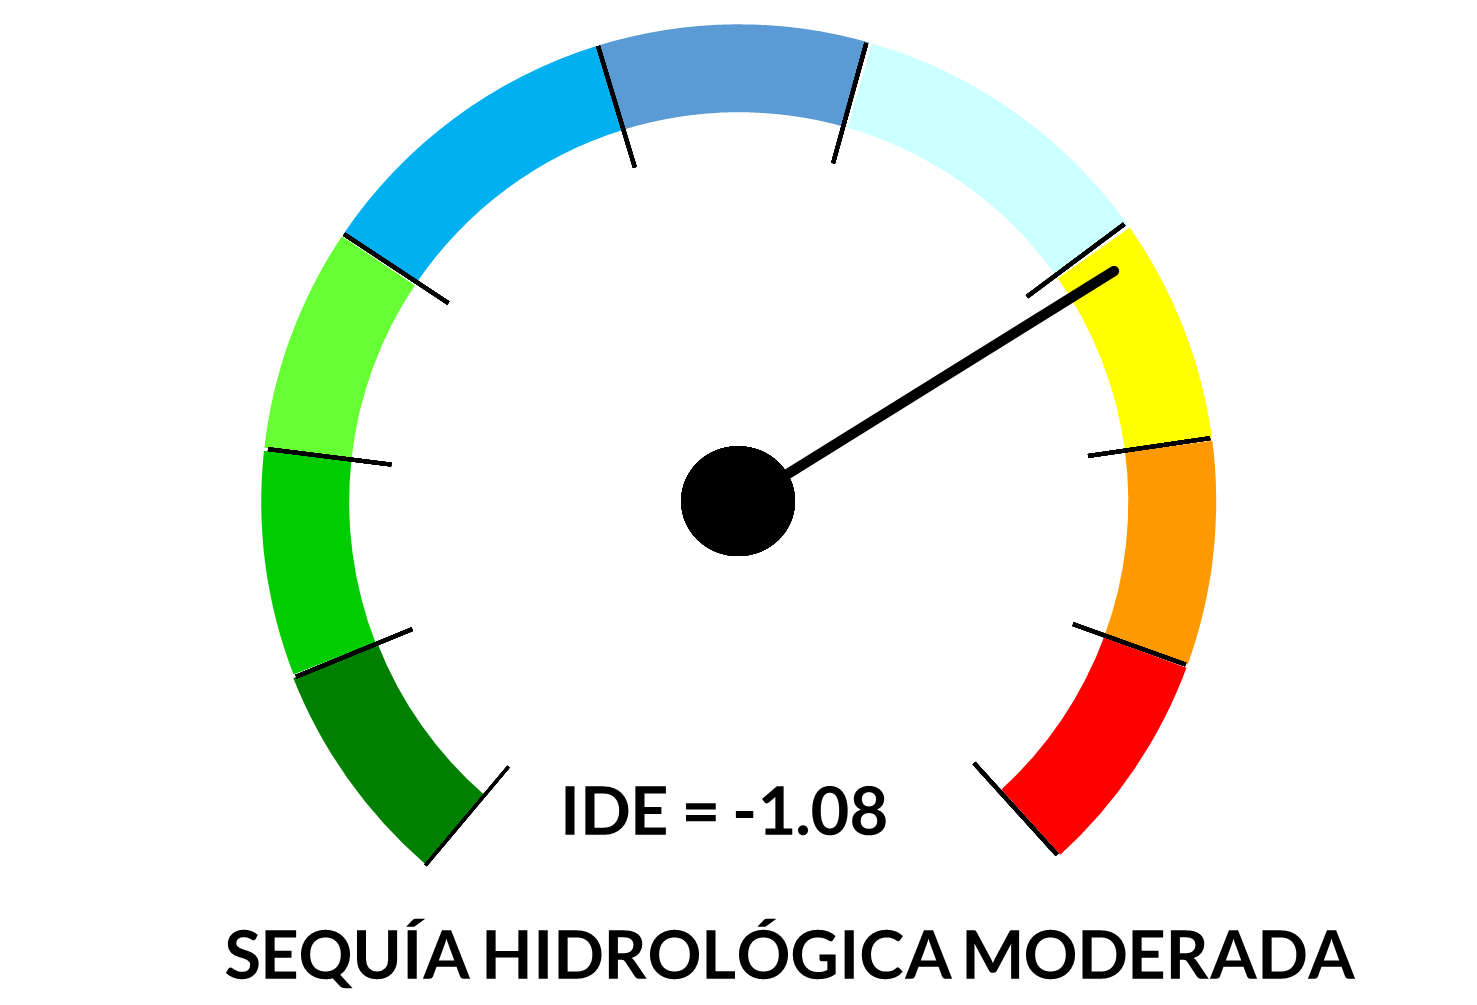 IDE = -1.08
SEQUÍA HIDROLÓGICA MODERADA